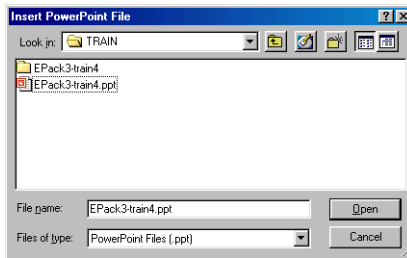 Insert PowerPoint File
Look in: TRAIN
EPack3-train4
EPack3-train4.ppt
File name: EPack3-train4.ppt Open
Files of type: PowerPoint Files (.ppt) Cancel